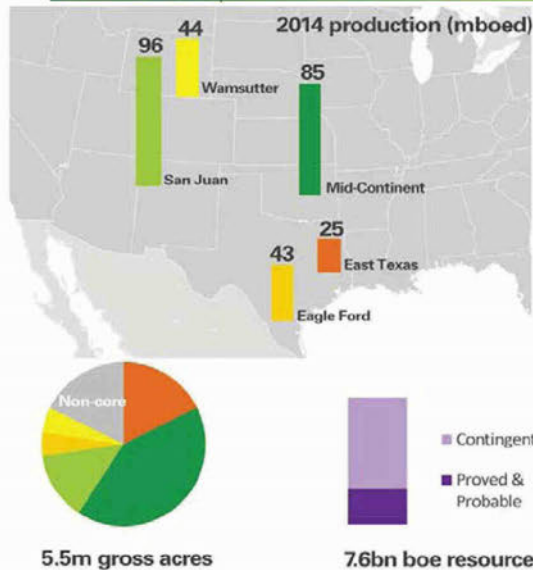 2014 production (mboed)
96
44
Wamsutter
85
San Juan
Mid-Continent
25
East Texas
43
Eagle Ford
Non-core
Contingent
Proved &
Probable
5.5m gross acres
7.6bn boe resource